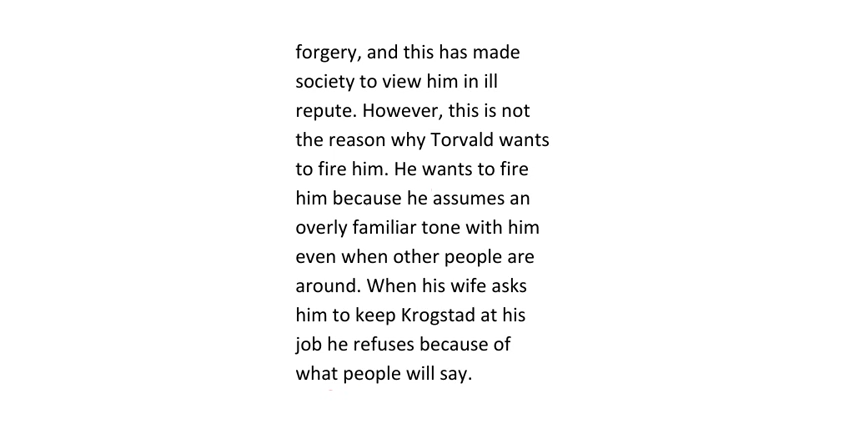 forgery, and this has made
society to view him in ill
repute. However, this is not
the reason why Torvald wants
to fire him. He wants to fire
him because he assumes an
overly familiar tone with him
even when other people are
around. When his wife asks
him to keep Krogstad at his
job he refuses because of
what people will say.